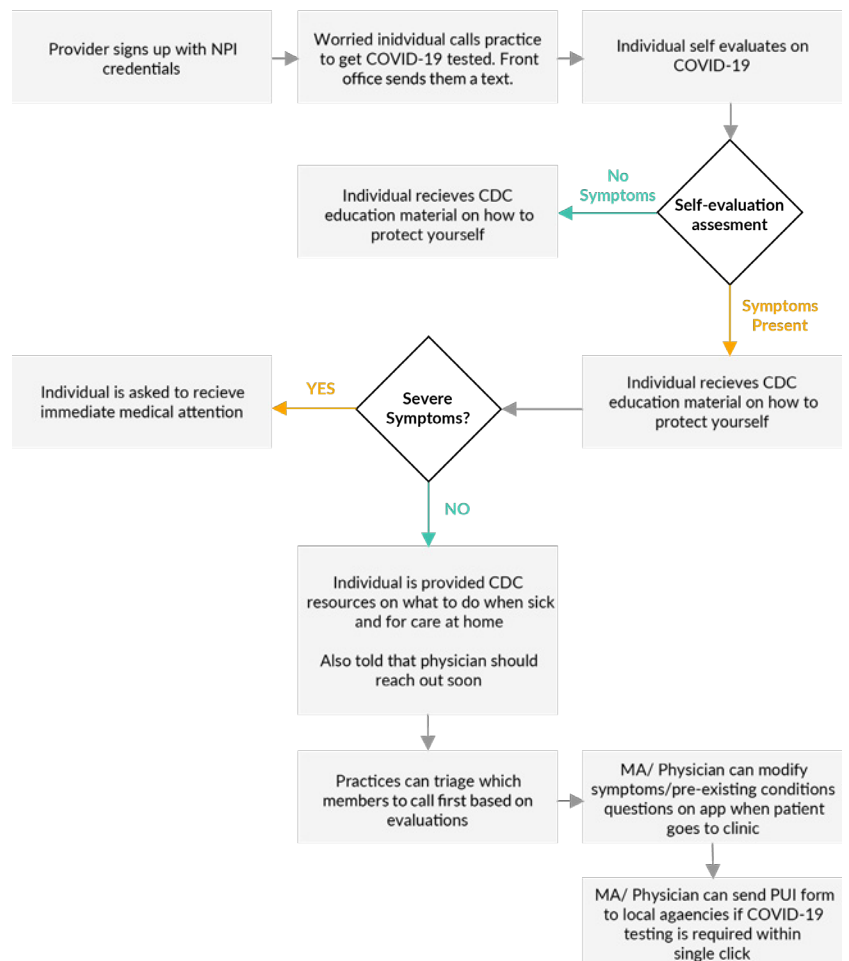 Provider signs up with NPI
credentials
Worried inidvidual calls practice
to get COVID-19 tested. Front
office sends them a text.
Individual self evaluates on
COVID-19
No
Symptoms
Self-evaluation
assesment
Individual recieves CDC
education material on how to
protect yourself
Symptoms
Present
Individual recieves CDC
education material on how to
protect yourself
Severe
Symptoms?
YES
Individual is asked to recieve
immediate medical attention
NO
Individual is provided CDC
resources on what to do when sick
and for care at home
Also told that physician should
reach out soon
Practices can triage which
members to call first based on
evaluations
MA/ Physician can modify
symptoms/pre-existing conditions
questions on app when patient
goes to clinic
MA/ Physician can send PUI form
to local agaencies if COVID-19
testing is required within
single click